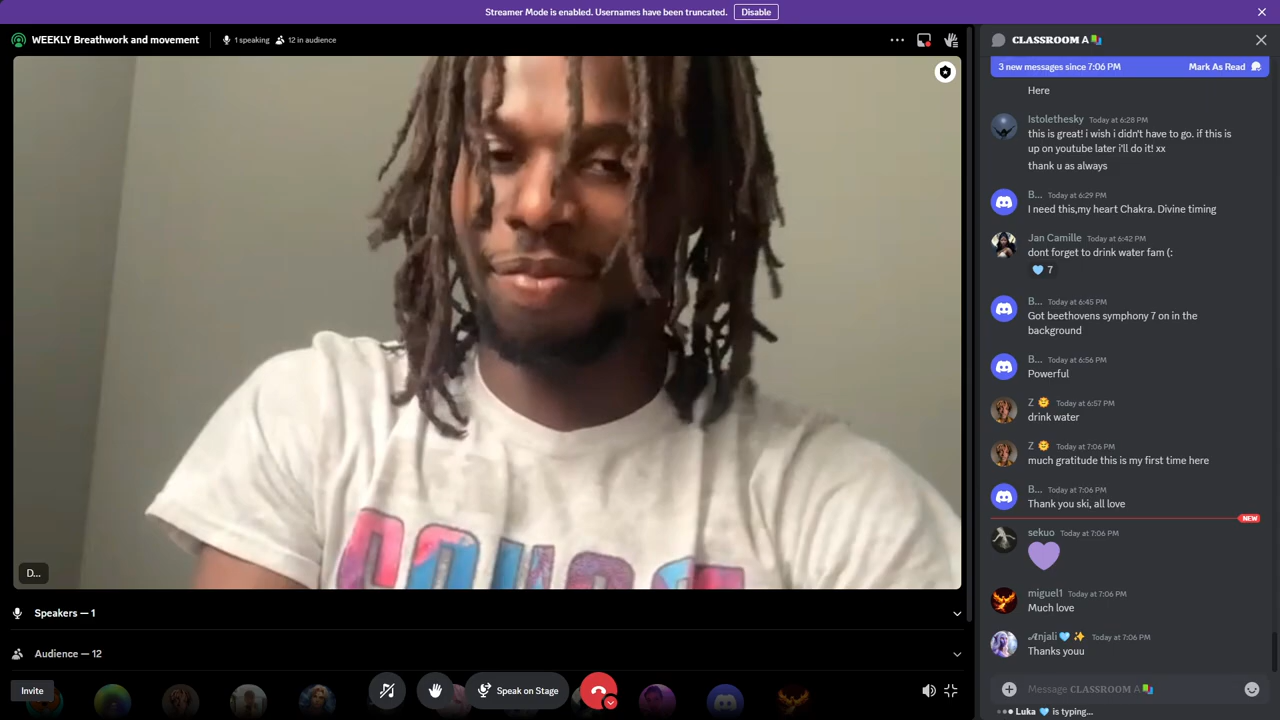 Streamer Mode is enabled. Usernames have been truncated. Disable
WEEKLY Breathwork and movement
1 speaking
12 in audience
D...
Speakers — 1
Audience — 12
Invite
Speak on Stage
CLASSROOM A
3 new messages since 7:06 PM Mark As Read
Here
Istolethesky Today at 6:28 PM
this is great! i wish i didn't have to go. if this is
up on youtube later i'll do it! xx
thank u as always
B... Today at 6:29 PM
I need this,my heart Chakra. Divine timing
Jan Camille Today at 6:42 PM
dont forget to drink water fam (:
🩵 7
B... Today at 6:45 PM
Got beethovens symphony 7 on in the
background
B... Today at 6:56 PM
Powerful
Z Today at 6:57 PM
drink water
Z Today at 7:06 PM
much gratitude this is my first time here
B... Today at 7:06 PM
Thank you ski, all love
NEW
sekuo Today at 7:06 PM
💜
miguel1 Today at 7:06 PM
Much love
𝓐njali🩵✨ Today at 7:06 PM
Thanks youu
Message CLASSROOM A
Luka 🩵 is typing...